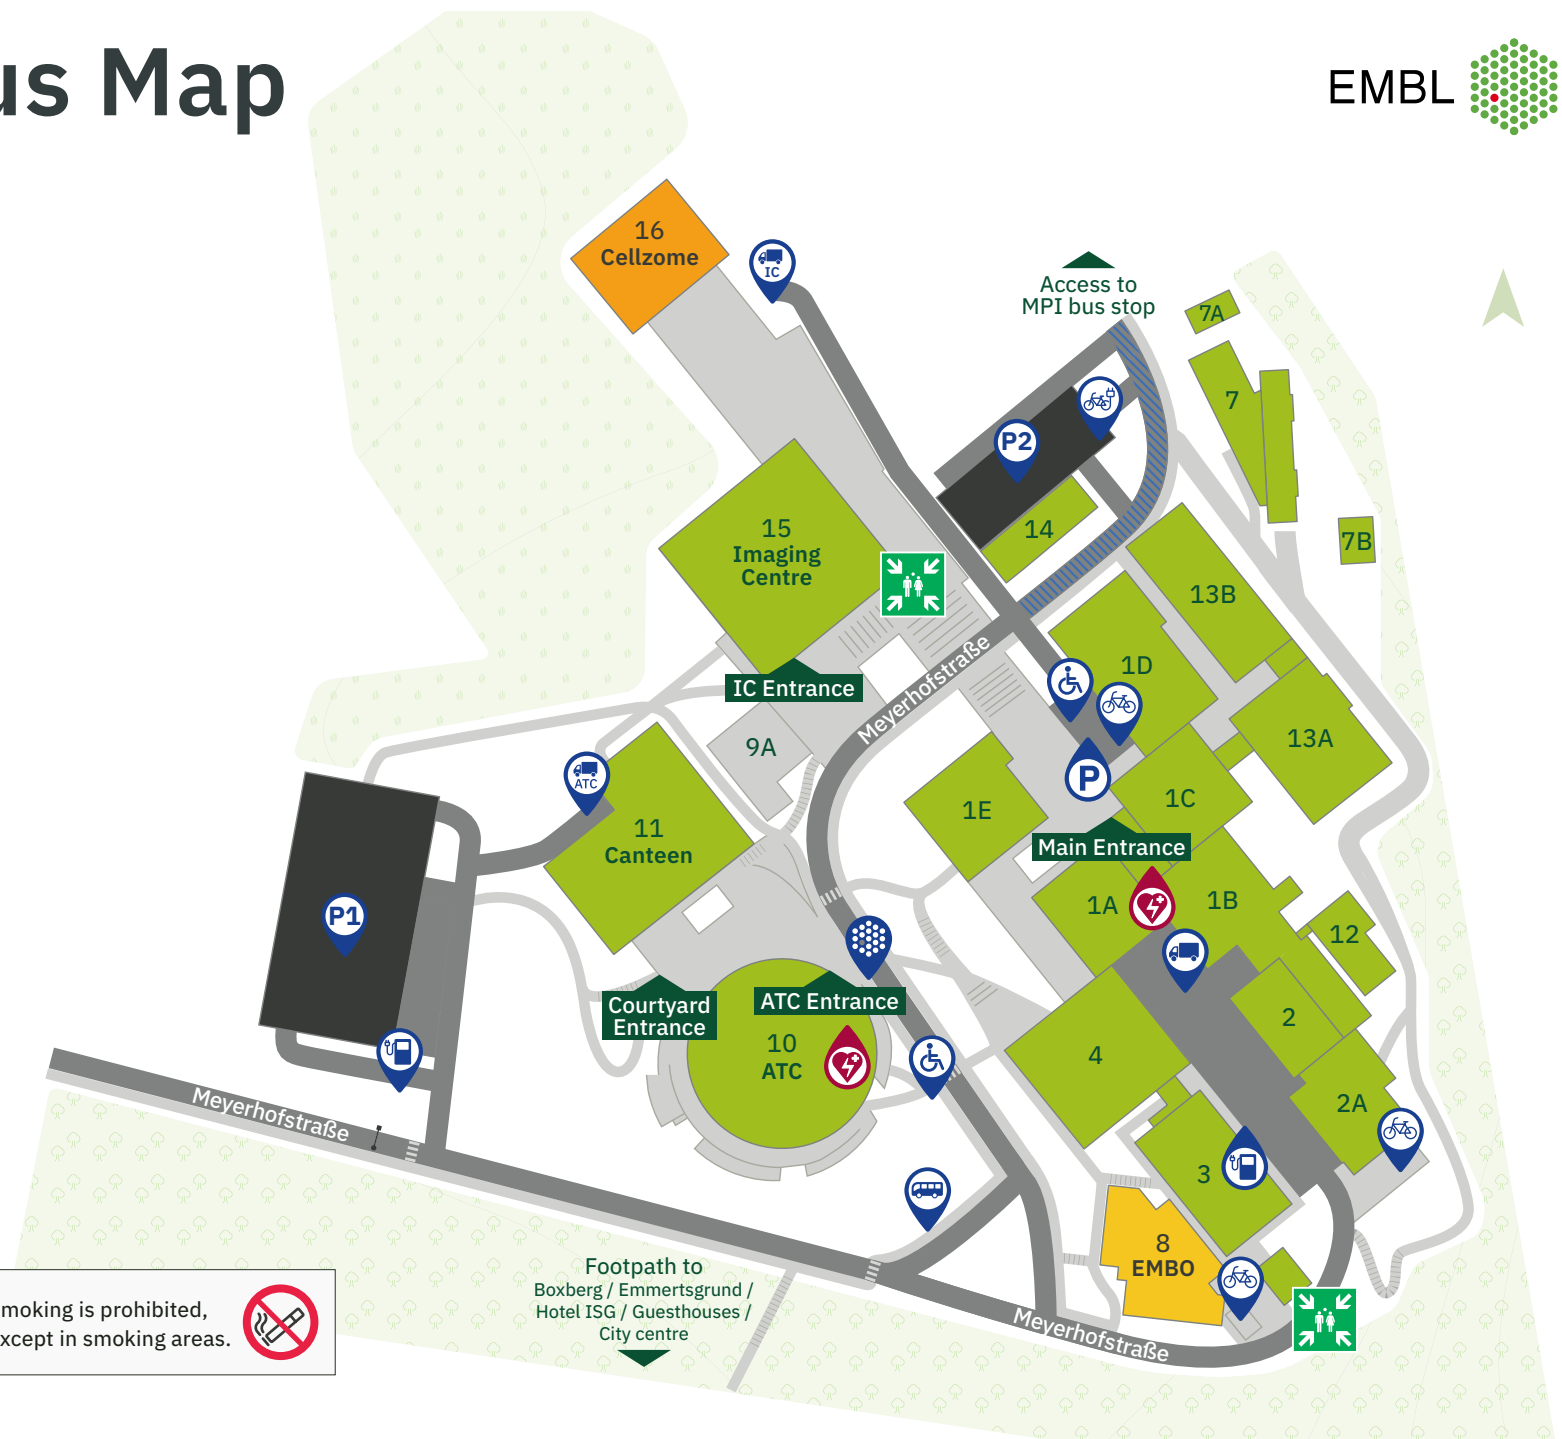 us Map
EMBL
16
Cellzome
IC
Access to
MPI bus stop
7A
7
P2
14
7B
15
Imaging
Centre
13B
1D
Meyerhofstraße
IC Entrance
9A
13A
ATC
P
1C
1E
11
Canteen
Main Entrance
1A
1B
P1
12
Courtyard
Entrance
ATC Entrance
2
10
ATC
4
2A
Meyerhofstraße
3
8
EMBO
Footpath to
Boxberg / Emmertsgrund /
Hotel ISG / Guesthouses /
City centre
moking is prohibited,
xcept in smoking areas.
Meyerhofstraße